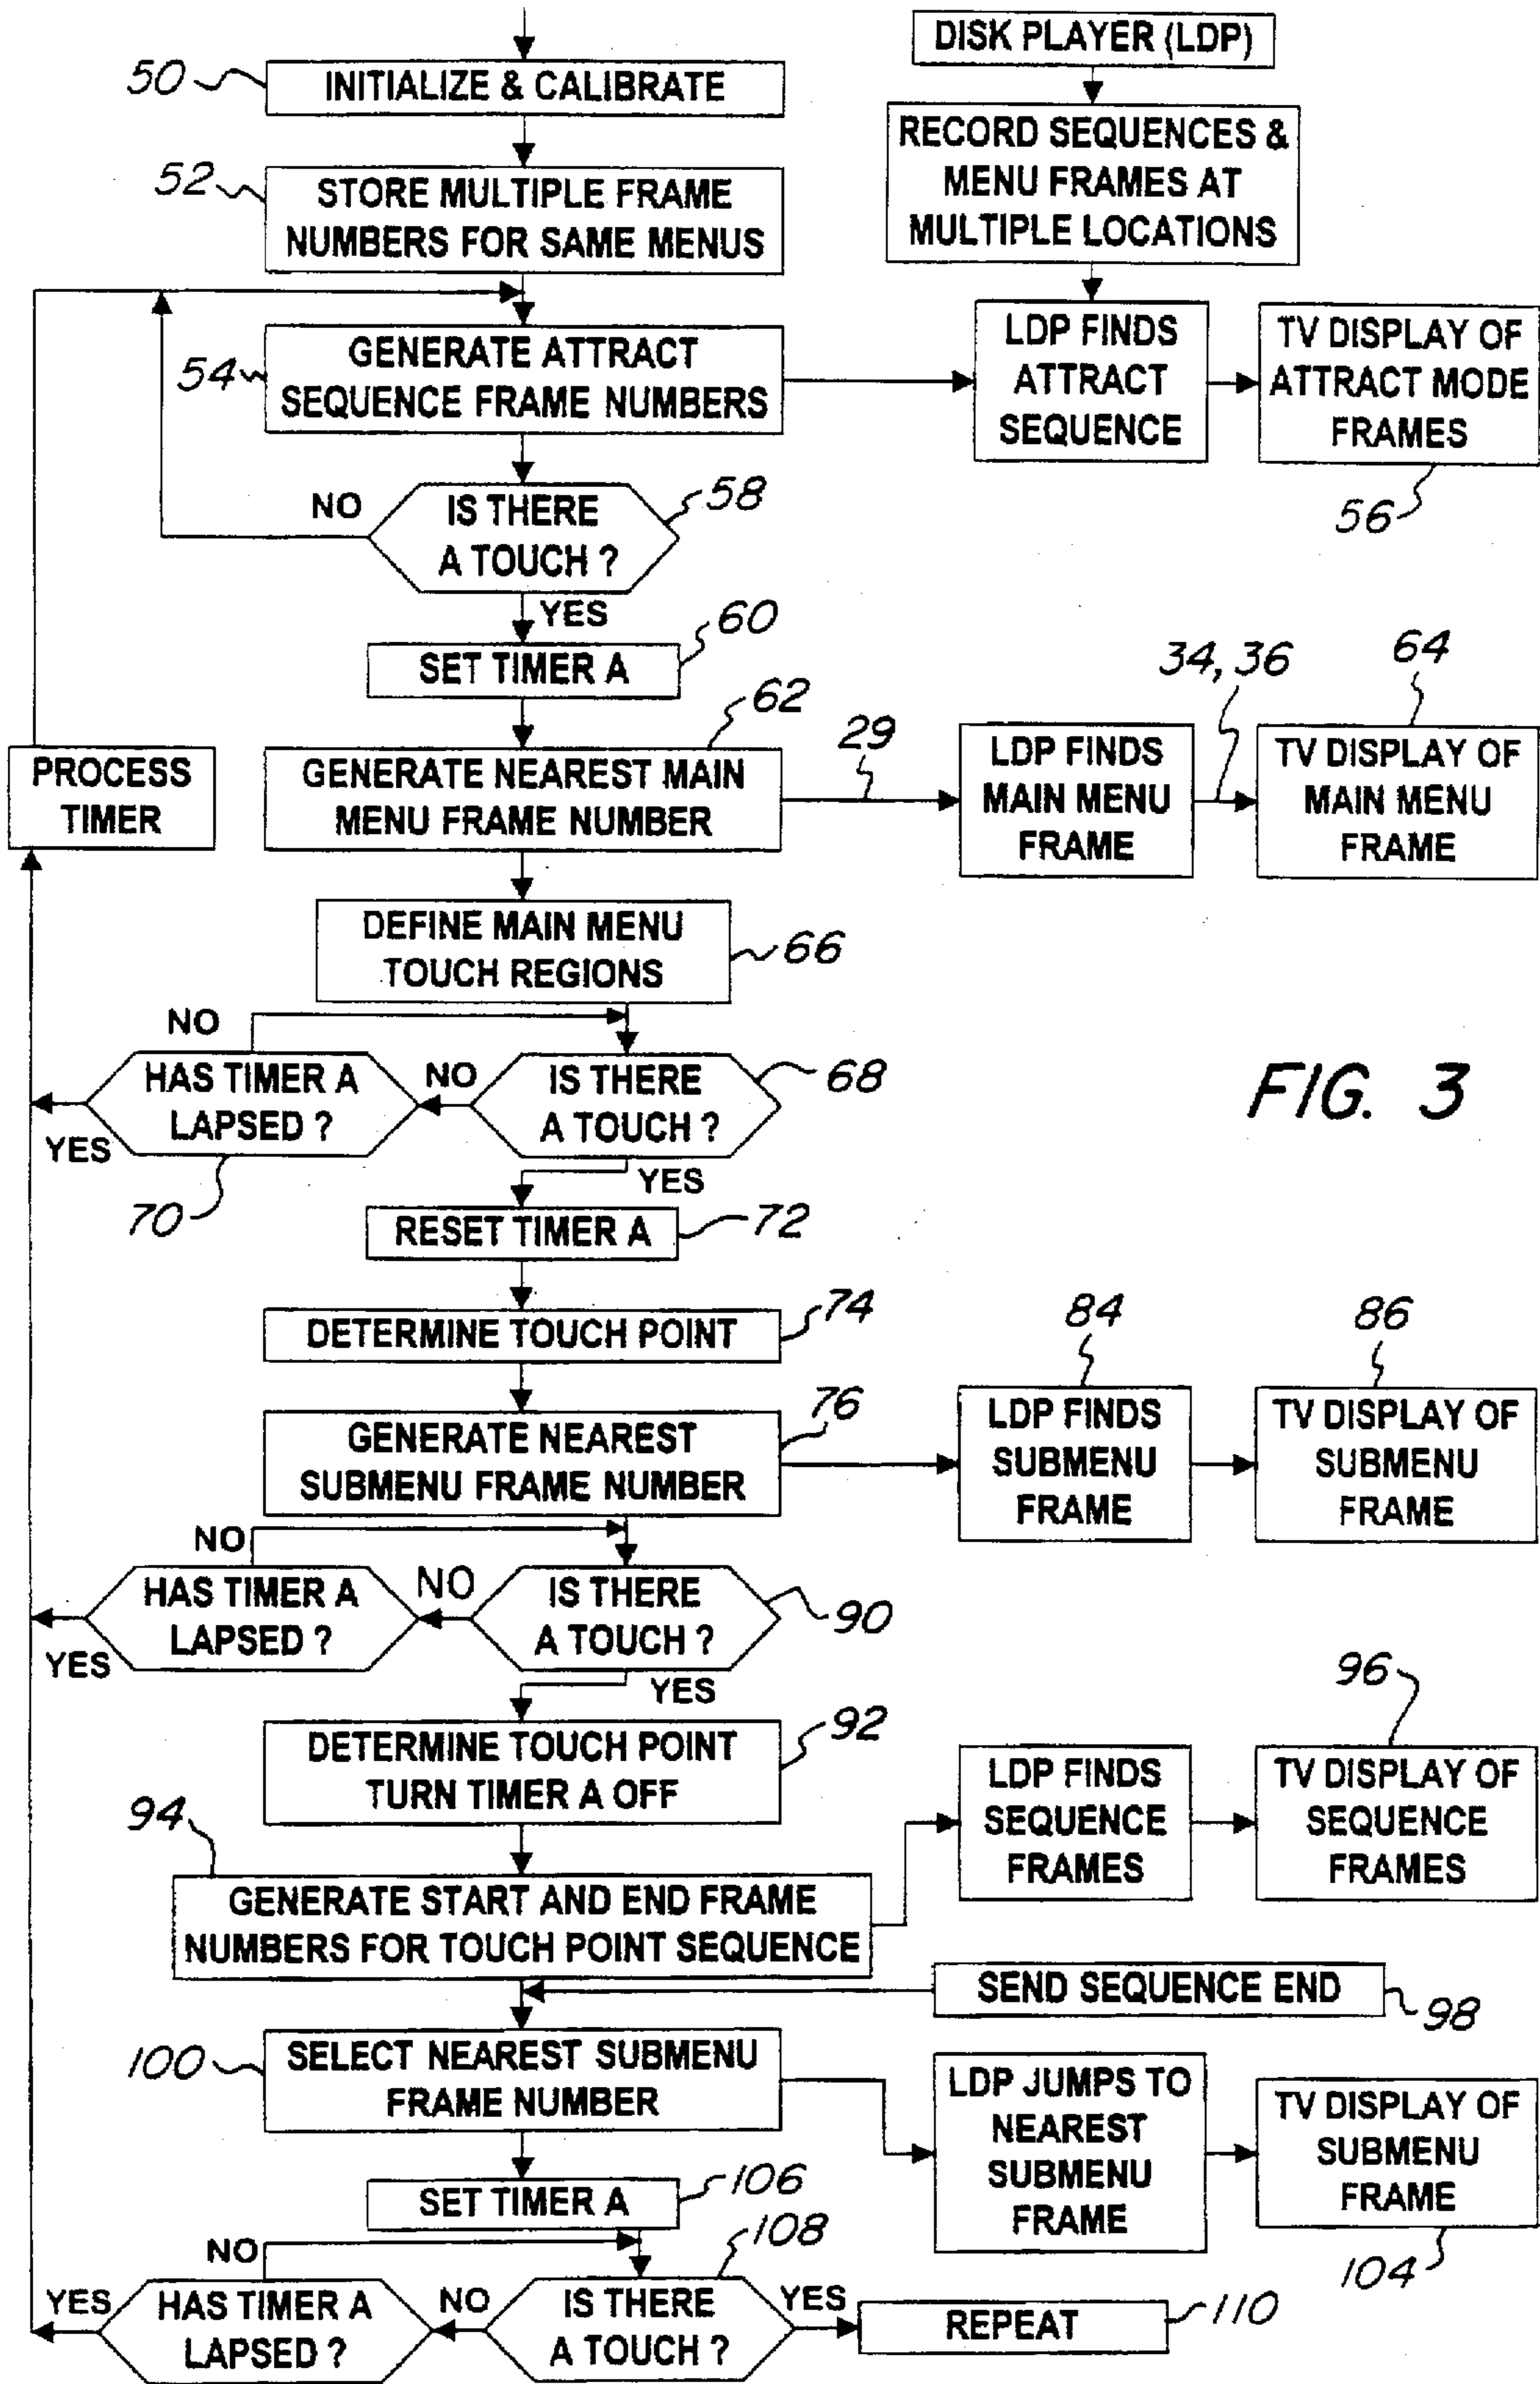 DISK PLAYER (LDP)
50
INITIALIZE & CALIBRATE
RECORD SEQUENCES &
MENU FRAMES AT
MULTIPLE LOCATIONS
52
STORE MULTIPLE FRAME
NUMBERS FOR SAME MENUS
54
GENERATE ATTRACT
SEQUENCE FRAME NUMBERS
LDP FINDS
ATTRACT
SEQUENCE
TV DISPLAY OF
ATTRACT MODE
FRAMES
56
NO
IS THERE
A TOUCH ?
58
YES
60
SET TIMER A
62
PROCESS
TIMER
GENERATE NEAREST MAIN
MENU FRAME NUMBER
29
LDP FINDS
MAIN MENU
FRAME
34, 36
64
TV DISPLAY OF
MAIN MENU
FRAME
DEFINE MAIN MENU
TOUCH REGIONS
66
NO
HAS TIMER A
LAPSED ?
NO
IS THERE
A TOUCH ?
68
FIG. 3
YES
YES
70
RESET TIMER A
72
DETERMINE TOUCH POINT
74
84
86
76
GENERATE NEAREST
SUBMENU FRAME NUMBER
LDP FINDS
SUBMENU
FRAME
TV DISPLAY OF
SUBMENU
FRAME
NO
HAS TIMER A
LAPSED ?
NO
IS THERE
A TOUCH ?
90
YES
YES
92
DETERMINE TOUCH POINT
TURN TIMER A OFF
96
LDP FINDS
SEQUENCE
FRAMES
TV DISPLAY OF
SEQUENCE
FRAMES
94
GENERATE START AND END FRAME
NUMBERS FOR TOUCH POINT SEQUENCE
SEND SEQUENCE END
98
100
SELECT NEAREST SUBMENU
FRAME NUMBER
LDP JUMPS TO
NEAREST
SUBMENU
FRAME
TV DISPLAY OF
SUBMENU
FRAME
104
SET TIMER A
106
NO
108
YES
HAS TIMER A
LAPSED ?
NO
IS THERE
A TOUCH ?
YES
REPEAT
110